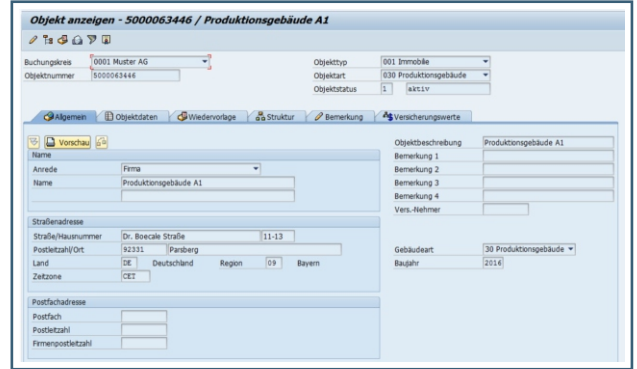 Objekt anzeigen - 5000063446 / Produktionsgebäude A1
Buchungskreis 0001 Muster AG Objekttyp 001 Immobilie
Objektnummer 5000063446 Objektart 030 Produktionsgebäude
Objektstatus 1 aktiv
Allgemein Objektdaten Wiedervorlage Struktur Bemerkung Versicherungswerte
Vorschau
Name
Anrede Firma
Name Produktionsgebäude A1
Straßenadresse
Straße/Hausnummer Dr. Boecale Straße 11-13
Postleitzahl/Ort 92331 Parsberg
Land DE Deutschland Region 09 Bayern
Zeitzone CET
Postfachadresse
Postfach
Postleitzahl
Firmenpostleitzahl
Objektbeschreibung Produktionsgebäude A1
Bemerkung 1
Bemerkung 2
Bemerkung 3
Bemerkung 4
Vers.-Nehmer
Gebäudeart 30 Produktionsgebäude
Baujahr 2016